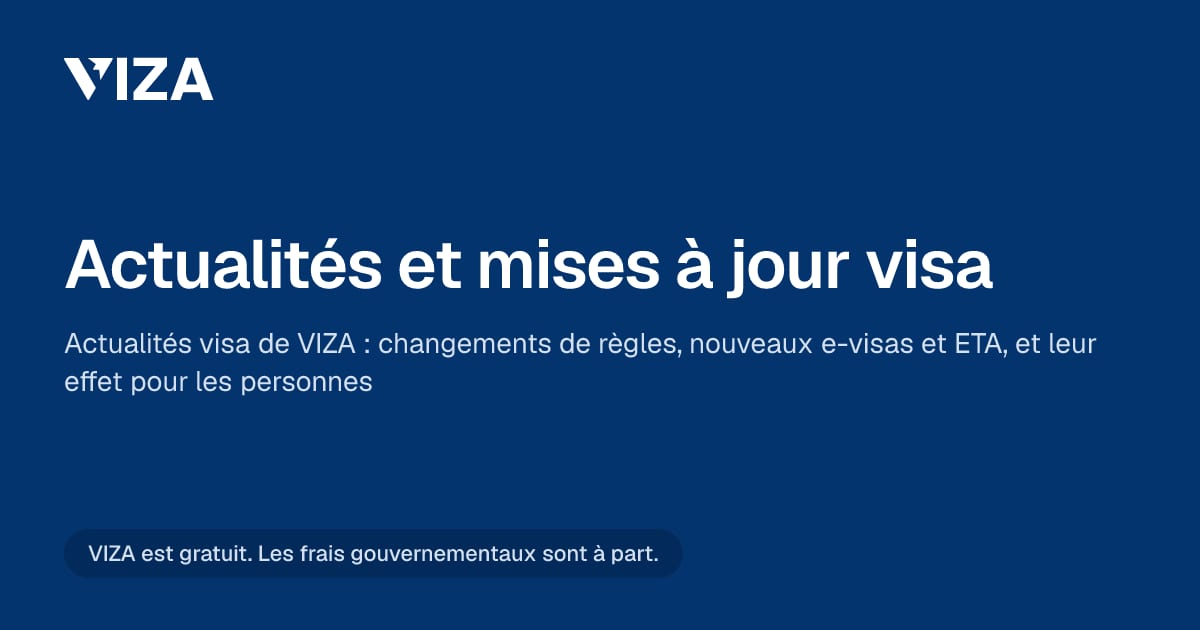 VIZA
Actualités et mises à jour visa
Actualités visa de VIZA : changements de règles, nouveaux e-visas et ETA, et leur
effet pour les personnes
VIZA est gratuit. Les frais gouvernementaux sont à part.